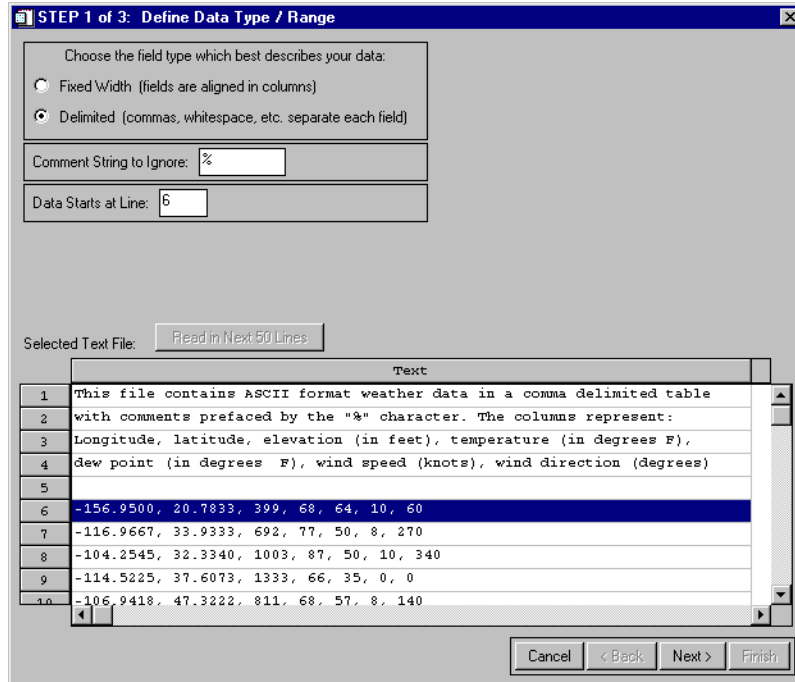 STEP 1 of 3: Define Data Type / Range
Choose the field type which best describes your data:
Fixed Width (fields are aligned in columns)
Delimited (commas, whitespace, etc. separate each field)
Comment String to Ignore: %
Data Starts at Line: 6
Selected Text File: Read in Next 50 Lines
Text
1 This file contains ASCII format weather data in a comma delimited table
2 with comments prefaced by the "%" character. The columns represent:
3 Longitude, latitude, elevation (in feet), temperature (in degrees F),
4 dew point (in degrees F), wind speed (knots), wind direction (degrees)
5
6 -156.9500, 20.7833, 399, 68, 64, 10, 60
7 -116.9667, 33.9333, 692, 77, 50, 8, 270
8 -104.2545, 32.3340, 1003, 87, 50, 10, 340
9 -114.5225, 37.6073, 1333, 66, 35, 0, 0
10 -106.9418, 47.3222, 811, 68, 57, 8, 140
Cancel < Back Next > Finish